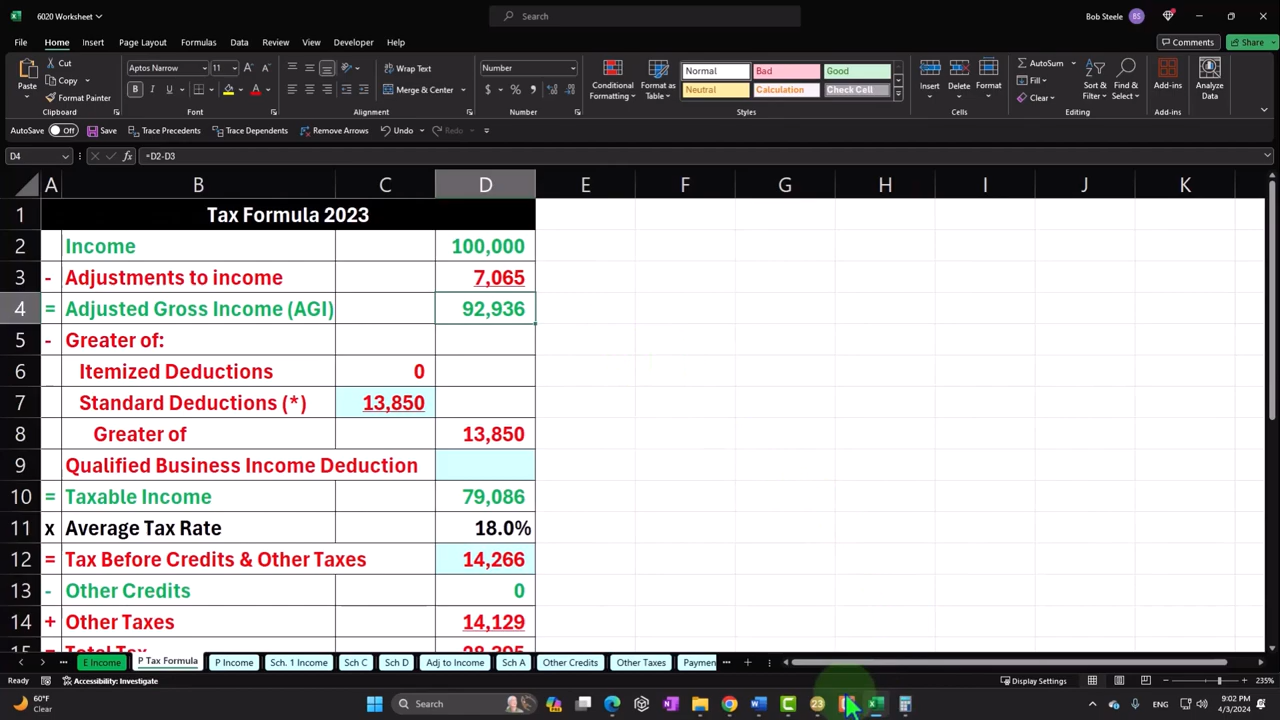 6020 Worksheet
Search
Bob Steele
BS
File
Home
Insert
Page Layout
Formulas
Data
Review
View
Developer
Help
Comments
Share
Paste
Cut
Copy
Format Painter
Clipboard
Aptos Narrow
11
Font
Wrap Text
Merge & Center
Alignment
Number
Number
Conditional Formatting
Format as Table
Normal
Bad
Good
Neutral
Calculation
Check Cell
Styles
Insert
Delete
Format
Cells
AutoSum
Fill
Clear
Sort & Filter
Find & Select
Editing
Add-ins
Add-ins
Analyze Data
AutoSave Off Save Trace Precedents Trace Dependents Remove Arrows Undo Redo
D4 fx =D2-D3
A B C D E F G H I J K
1 Tax Formula 2023
2 Income 100,000
3 - Adjustments to income 7,065
4 = Adjusted Gross Income (AGI) 92,936
5 - Greater of:
6 Itemized Deductions 0
7 Standard Deductions (*) 13,850
8 Greater of 13,850
9 Qualified Business Income Deduction
10 = Taxable Income 79,086
11 x Average Tax Rate 18.0%
12 = Tax Before Credits & Other Taxes 14,266
13 - Other Credits 0
14 + Other Taxes 14,129
15 = Total Tax 28,395
E Income P Tax Formula P Income Sch. 1 Income Sch C Sch D Adj to Income Sch A Other Credits Other Taxes Paymen
Ready Accessibility: Investigate Display Settings 235%
60°F
Clear
Search
23
ENG
9:02 PM
4/3/2024